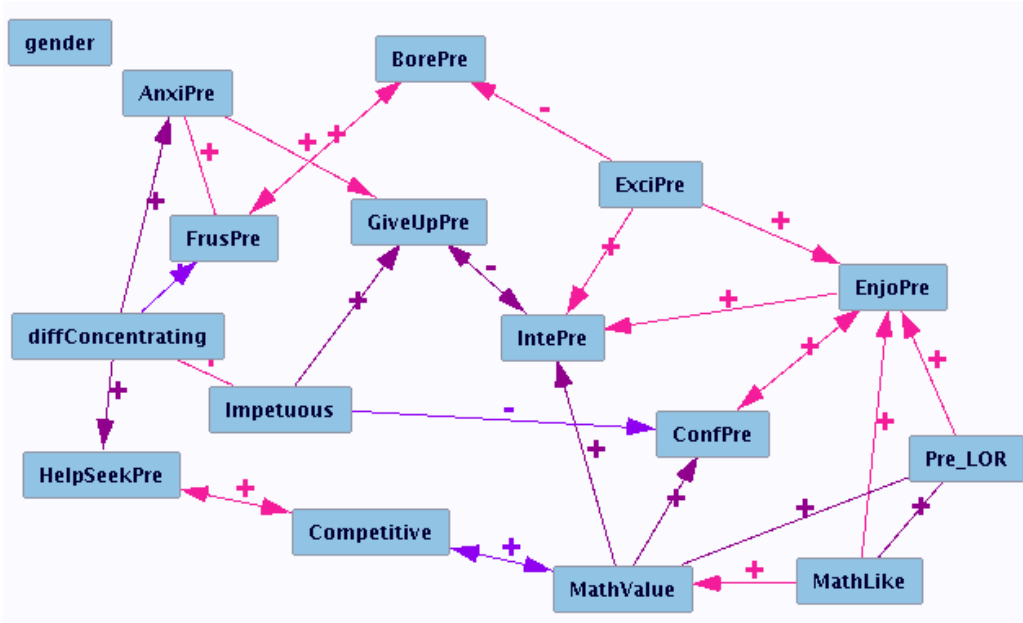 gender
BorePre
AnxiPre
+
+
-
+
ExciPre
+
GiveUpPre
+
FrusPre
+
-
+
EnjoPre
+
+
diffConcentrating
IntePre
+
+
+
Impetuous
-
+
ConfPre
+
+
Pre_LOR
HelpSeekPre
+
+
+
+
Competitive
+
+
MathValue
MathLike